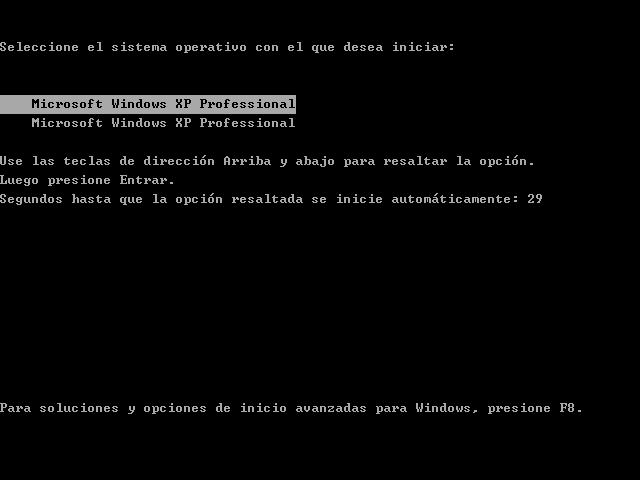 Seleccione el sistema operativo con el que desea iniciar:
Microsoft Windows XP Professional
Microsoft Windows XP Professional
Use las teclas de dirección Arriba y abajo para resaltar la opción.
Luego presione Entrar.
Segundos hasta que la opción resaltada se inicie automáticamente: 29
Para soluciones y opciones de inicio avanzadas para Windows, presione F8.